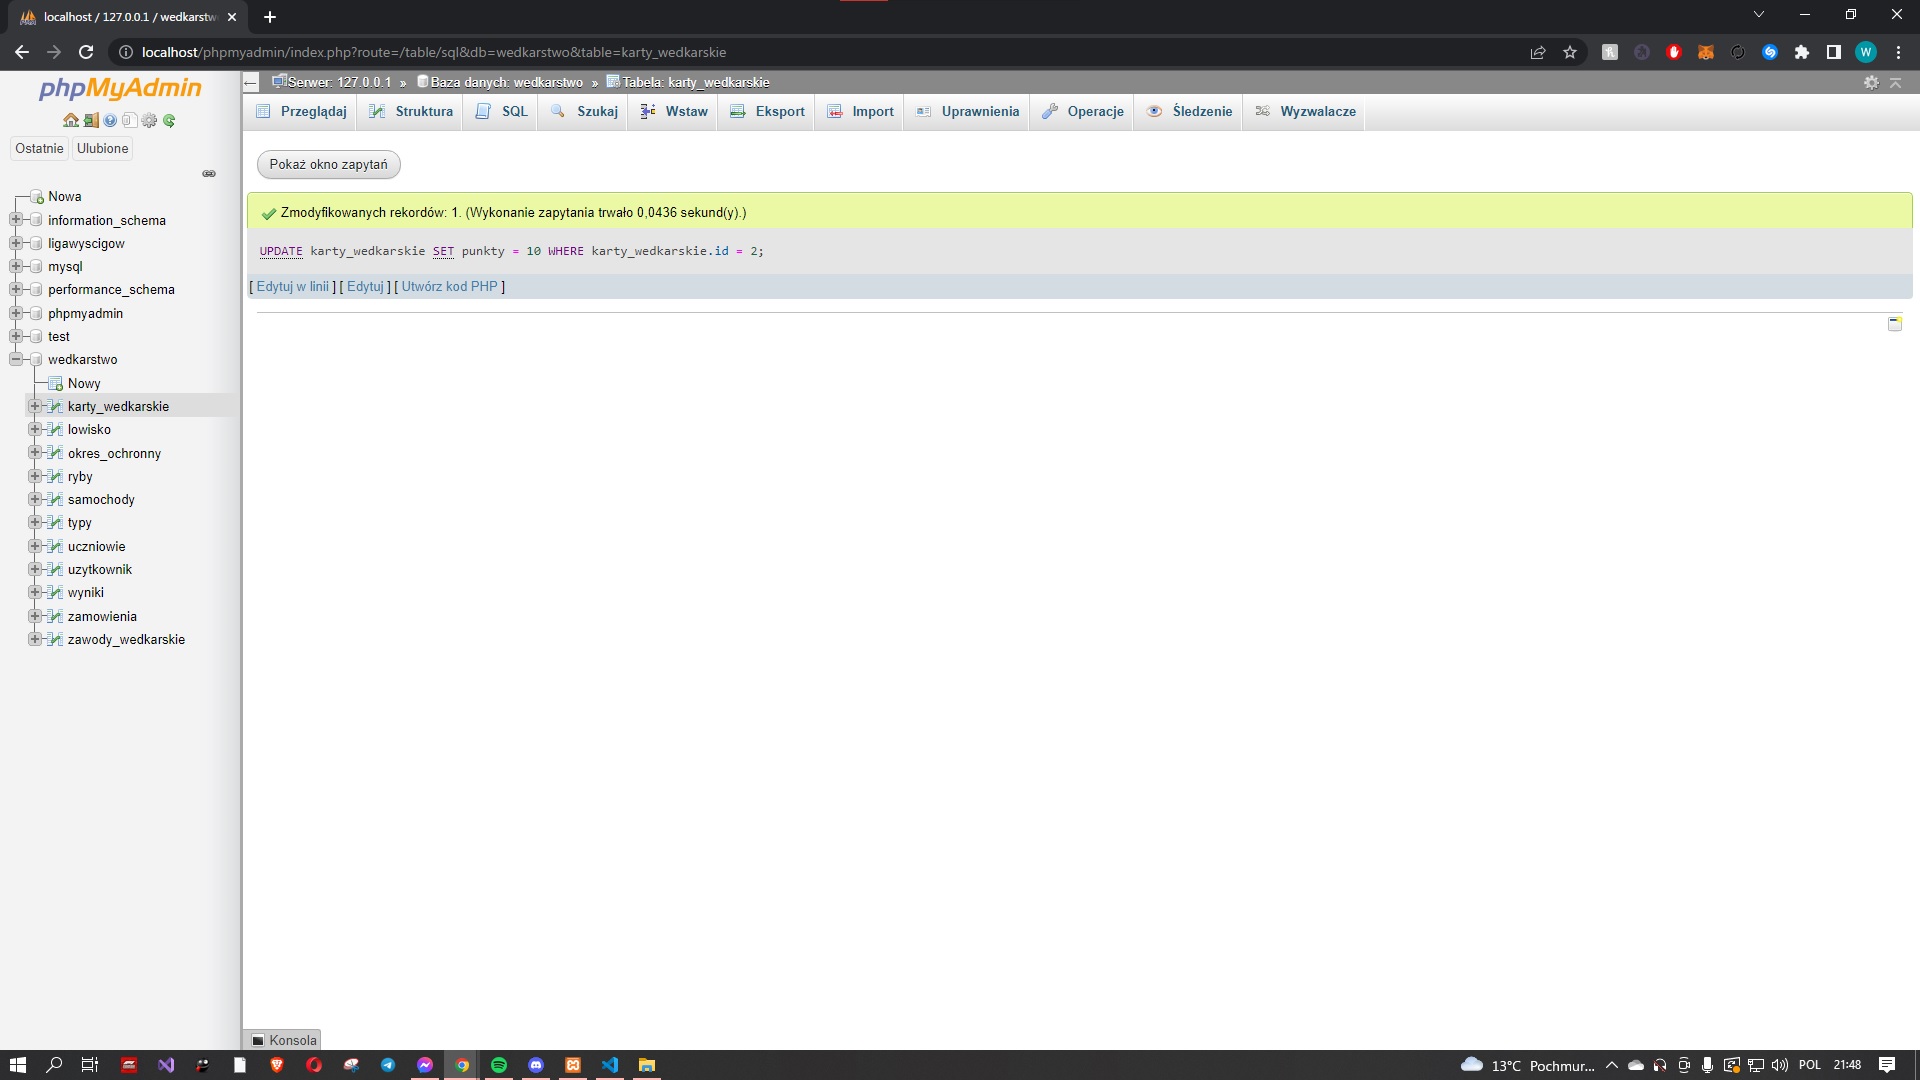 localhost / 127.0.0.1 / wedkarstw
localhost/phpmyadmin/index.php?route=/table/sql&db=wedkarstwo&table=karty_wedkarskie
W
phpMyAdmin
Ostatnie
Ulubione
Nowa
information_schema
ligawyscigow
mysql
performance_schema
phpmyadmin
test
wedkarstwo
Nowy
karty_wedkarskie
lowisko
okres_ochronny
ryby
samochody
typy
uczniowie
uzytkownik
wyniki
zamowienia
zawody_wedkarskie
Serwer: 127.0.0.1 » Baza danych: wedkarstwo » Tabela: karty_wedkarskie
Przeglądaj Struktura SQL Szukaj Wstaw Eksport Import Uprawnienia Operacje Śledzenie Wyzwalacze
Pokaż okno zapytań
Zmodyfikowanych rekordów: 1. (Wykonanie zapytania trwało 0,0436 sekund(y).)
UPDATE karty_wedkarskie SET punkty = 10 WHERE karty_wedkarskie.id = 2;
[ Edytuj w linii ] [ Edytuj ] [ Utwórz kod PHP ]
Konsola
13°C Pochmur... POL 21:48